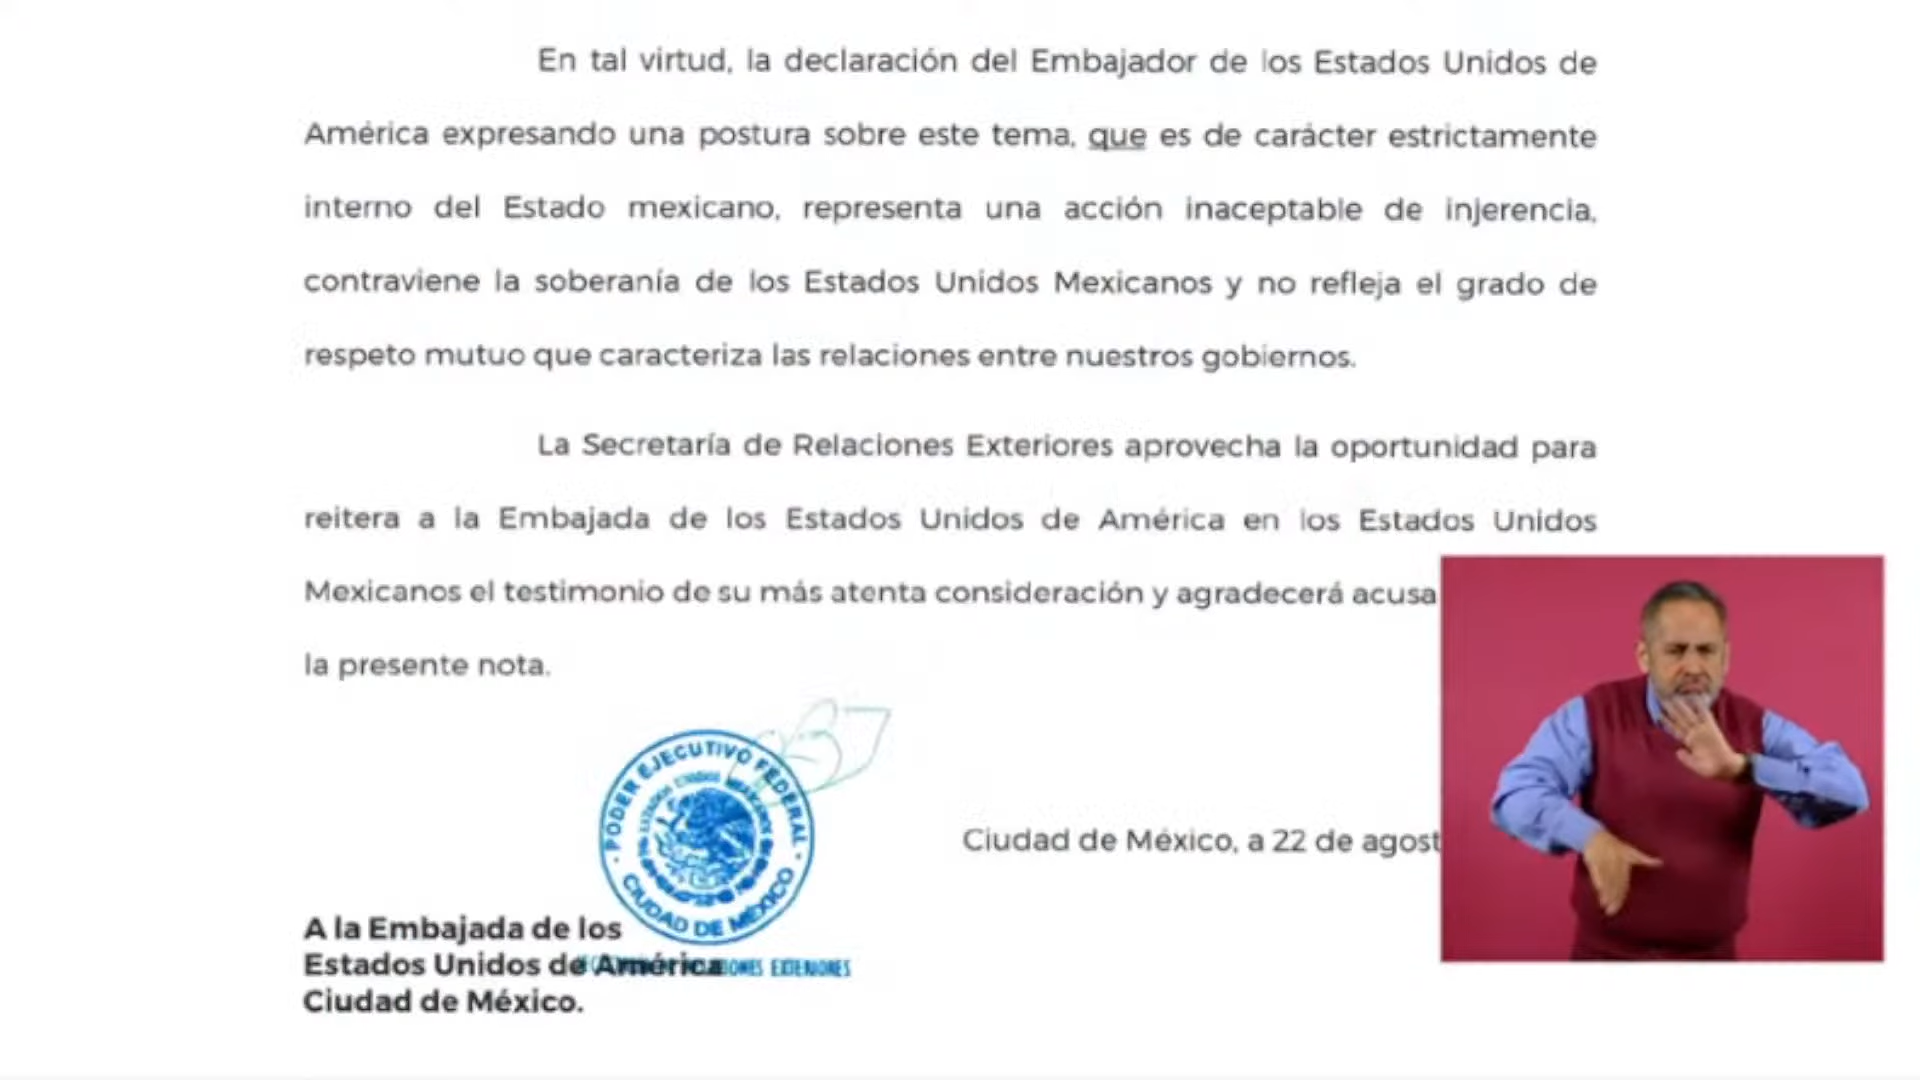 En tal virtud, la declaración del Embajador de los Estados Unidos de
América expresando una postura sobre este tema, que es de carácter estrictamente
interno del Estado mexicano, representa una acción inaceptable de injerencia,
contraviene la soberanía de los Estados Unidos Mexicanos y no refleja el grado de
respeto mutuo que caracteriza las relaciones entre nuestros gobiernos.
La Secretaría de Relaciones Exteriores aprovecha la oportunidad para
reitera a la Embajada de los Estados Unidos de América en los Estados Unidos
Mexicanos el testimonio de su más atenta consideración y agradecerá acusa
la presente nota.
PODER EJECUTIVO FEDERAL
ESTADOS UNIDOS MEXICANOS
CIUDAD DE MÉXICO
Ciudad de México, a 22 de agost
A la Embajada de los
Estados Unidos de América
EXTERIORES
Ciudad de México.